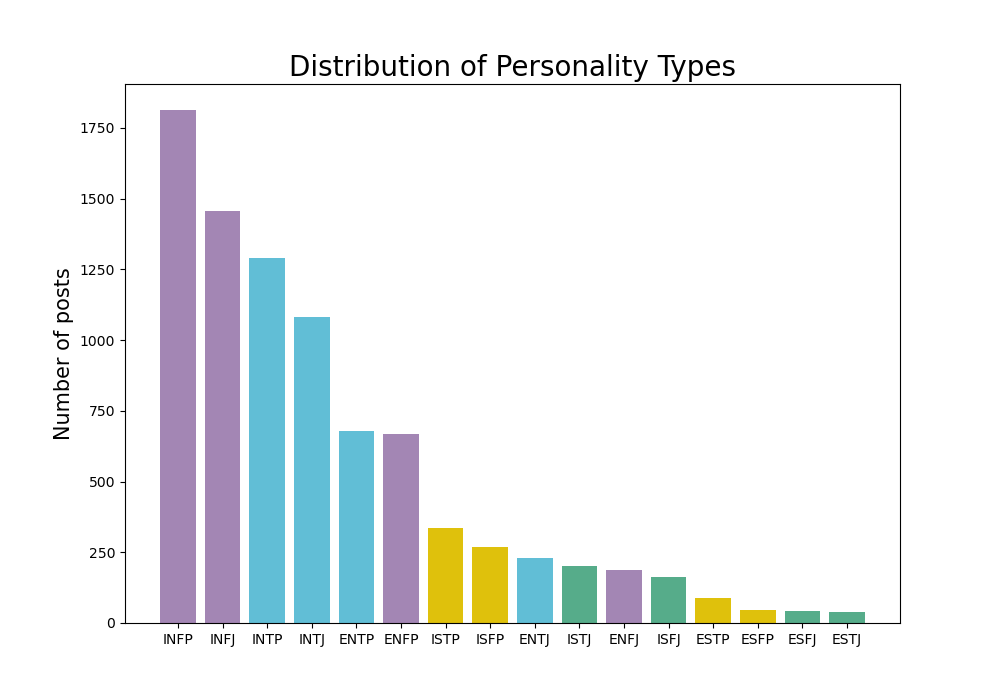 Distribution of Personality Types
Number of posts
1750
1500
1250
1000
750
500
250
0
INFP INFJ INTP INTJ ENTP ENFP ISTP ISFP ENTJ ISTJ ENFJ ISFJ ESTP ESFP ESFJ ESTJ